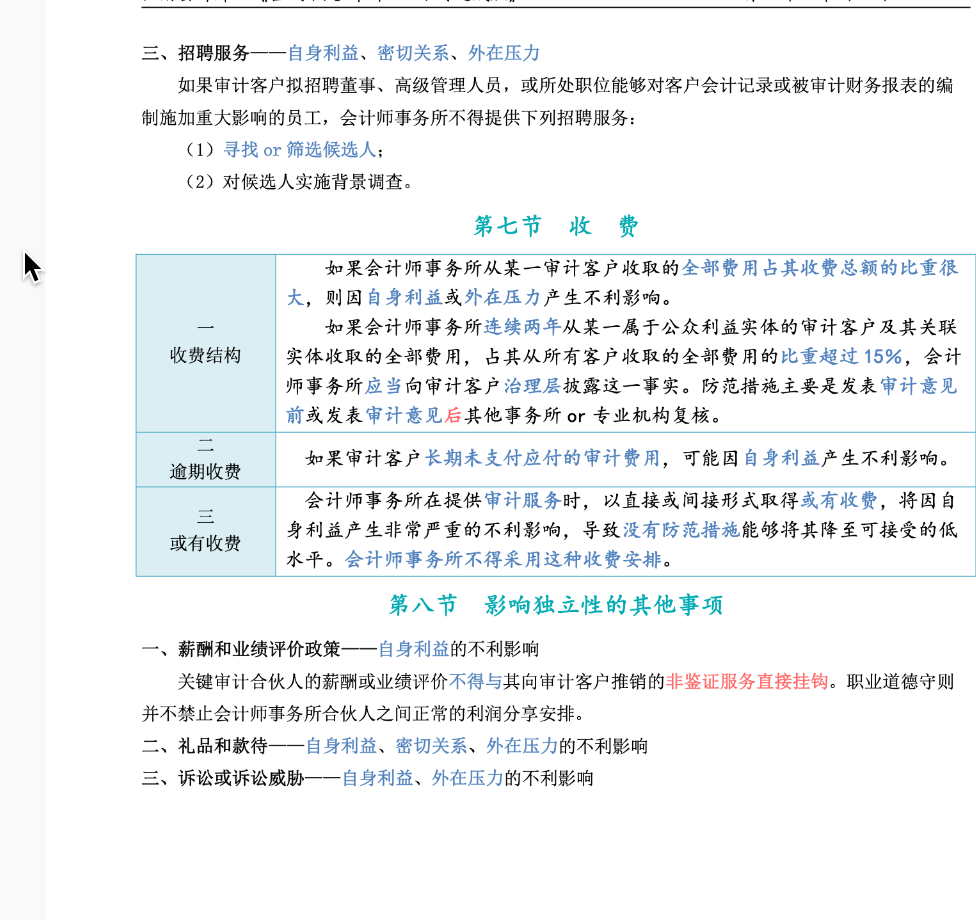 三、招聘服务——自身利益、密切关系、外在压力
如果审计客户拟招聘董事、高级管理人员，或所处职位能够对客户会计记录或被审计财务报表的编
制施加重大影响的员工，会计师事务所不得提供下列招聘服务：
（1）寻找 or 筛选候选人；
（2）对候选人实施背景调查。
第七节 收 费
一
收费结构
如果会计师事务所从某一审计客户收取的全部费用占其收费总额的比重很
大，则因自身利益或外在压力产生不利影响。
如果会计师事务所连续两年从某一属于公众利益实体的审计客户及其关联
实体收取的全部费用，占其从所有客户收取的全部费用的比重超过 15%，会计
师事务所应当向审计客户治理层披露这一事实。防范措施主要是发表审计意见
前或发表审计意见后其他事务所 or 专业机构复核。
二
逾期收费
如果审计客户长期未支付应付的审计费用，可能因自身利益产生不利影响。
三
或有收费
会计师事务所在提供审计服务时，以直接或间接形式取得或有收费，将因自
身利益产生非常严重的不利影响，导致没有防范措施能够将其降至可接受的低
水平。会计师事务所不得采用这种收费安排。
第八节 影响独立性的其他事项
一、薪酬和业绩评价政策——自身利益的不利影响
关键审计合伙人的薪酬或业绩评价不得与其向审计客户推销的非鉴证服务直接挂钩。职业道德守则
并不禁止会计师事务所合伙人之间正常的利润分享安排。
二、礼品和款待——自身利益、密切关系、外在压力的不利影响
三、诉讼或诉讼威胁——自身利益、外在压力的不利影响